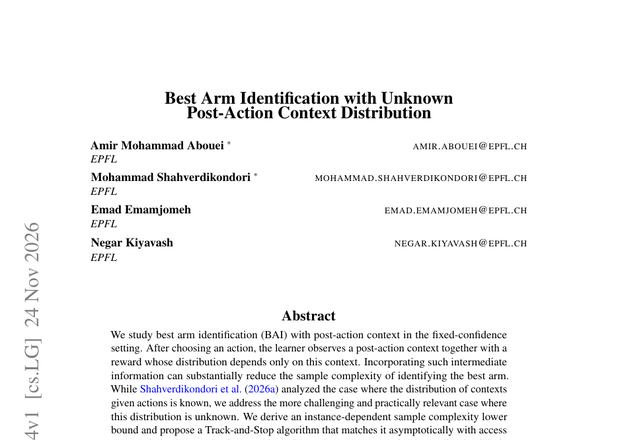 Best Arm Identification with Unknown
Post-Action Context Distribution
Amir Mohammad Abouei * AMIR.ABOUEI@EPFL.CH
EPFL
Mohammad Shahverdikondori * MOHAMMAD.SHAHVERDIKONDORI@EPFL.CH
EPFL
Emad Emamjomeh EMAD.EMAMJOMEH@EPFL.CH
EPFL
Negar Kiyavash NEGAR.KIYAVASH@EPFL.CH
EPFL
4v1 [cs.LG] 24 Nov 2026
Abstract
We study best arm identification (BAI) with post-action context in the fixed-confidence
setting. After choosing an action, the learner observes a post-action context together with a
reward whose distribution depends only on this context. Incorporating such intermediate
information can substantially reduce the sample complexity of identifying the best arm.
While Shahverdikondori et al. (2026a) analyzed the case where the distribution of contexts
given actions is known, we address the more challenging and practically relevant case where
this distribution is unknown. We derive an instance-dependent sample complexity lower
bound and propose a Track-and-Stop algorithm that matches it asymptotically with access